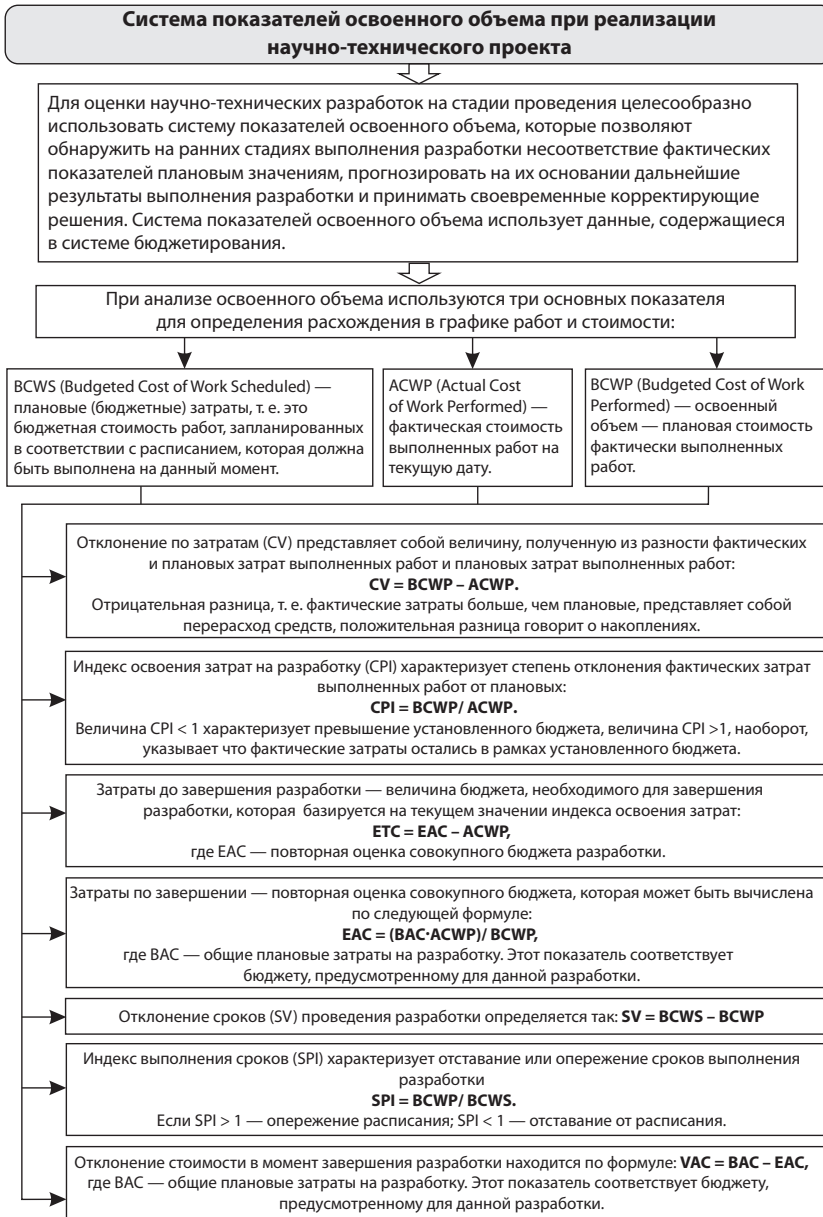 Система показателей освоенного объема при реализации
научно-технического проекта
Для оценки научно-технических разработок на стадии проведения целесообразно
использовать систему показателей освоенного объема, которые позволяют
обнаружить на ранних стадиях выполнения разработки несоответствие фактических
показателей плановым значениям, прогнозировать на их основании дальнейшие
результаты выполнения разработки и принимать своевременные корректирующие
решения. Система показателей освоенного объема использует данные, содержащиеся
в системе бюджетирования.
При анализе освоенного объема используются три основных показателя
для определения расхождения в графике работ и стоимости:
BCWS (Budgeted Cost of Work Scheduled) —
плановые (бюджетные) затраты, т. е. это
бюджетная стоимость работ, запланированных
в соответствии с расписанием, которая должна
быть выполнена на данный момент.
ACWP (Actual Cost
of Work Performed) —
фактическая стоимость
выполненных работ на
текущую дату.
BCWP (Budgeted Cost of Work
Performed) — освоенный
объем — плановая стоимость
фактически выполненных
работ.
Отклонение по затратам (CV) представляет собой величину, полученную из разности фактических
и плановых затрат выполненных работ и плановых затрат выполненных работ:
CV = BCWP – ACWP.
Отрицательная разница, т. е. фактические затраты больше, чем плановые, представляет собой
перерасход средств, положительная разница говорит о накоплениях.
Индекс освоения затрат на разработку (CPI) характеризует степень отклонения фактических затрат
выполненных работ от плановых:
CPI = BCWP/ ACWP.
Величина CPI < 1 характеризует превышение установленного бюджета, величина CPI >1, наоборот,
указывает что фактические затраты остались в рамках установленного бюджета.
Затраты до завершения разработки — величина бюджета, необходимого для завершения
разработки, которая базируется на текущем значении индекса освоения затрат:
ETC = EAC – ACWP,
где EAC — повторная оценка совокупного бюджета разработки.
Затраты по завершении — повторная оценка совокупного бюджета, которая может быть вычислена
по следующей формуле:
EAC = (BAC·ACWP)/ BCWP,
где BAC — общие плановые затраты на разработку. Этот показатель соответствует
бюджету, предусмотренному для данной разработки.
Отклонение сроков (SV) проведения разработки определяется так: SV = BCWS – BCWP
Индекс выполнения сроков (SPI) характеризует отставание или опережение сроков выполнения
разработки
SPI = BCWP/ BCWS.
Если SPI > 1 — опережение расписания; SPI < 1 — отставание от расписания.
Отклонение стоимости в момент завершения разработки находится по формуле: VAC = BAC – EAC,
где BAC — общие плановые затраты на разработку. Этот показатель соответствует бюджету,
предусмотренному для данной разработки.